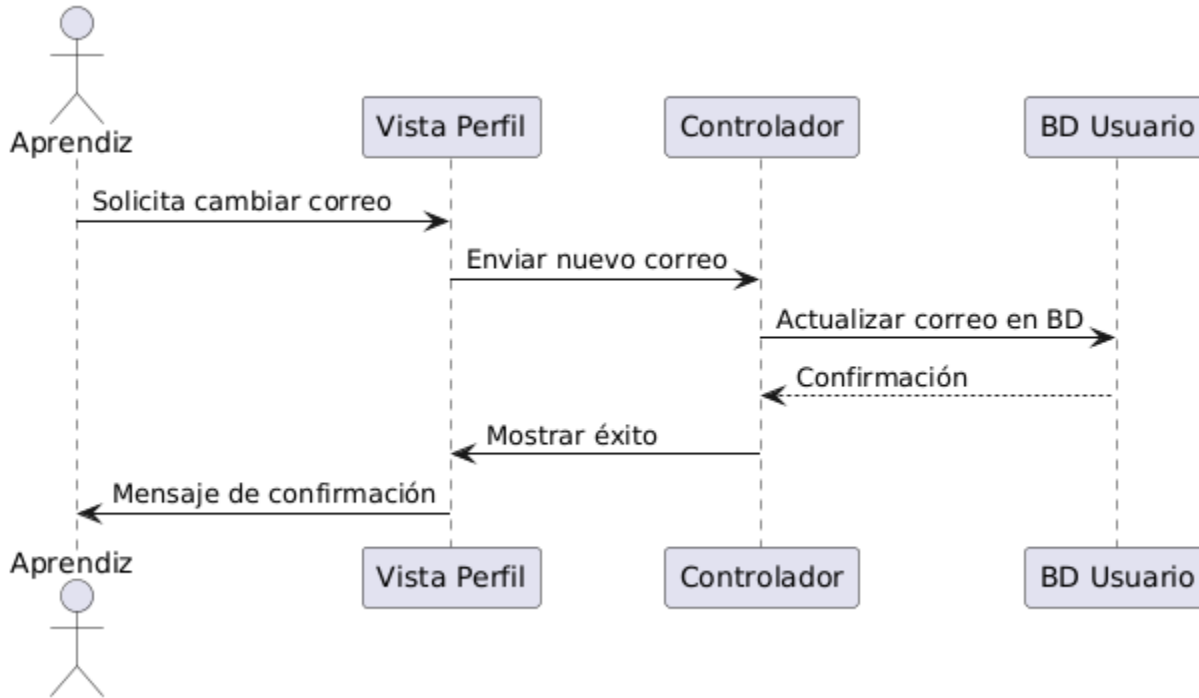 Aprendiz
Vista Perfil
Controlador
BD Usuario
Solicita cambiar correo
Enviar nuevo correo
Actualizar correo en BD
Confirmación
Mostrar éxito
Mensaje de confirmación
Aprendiz
Vista Perfil
Controlador
BD Usuario